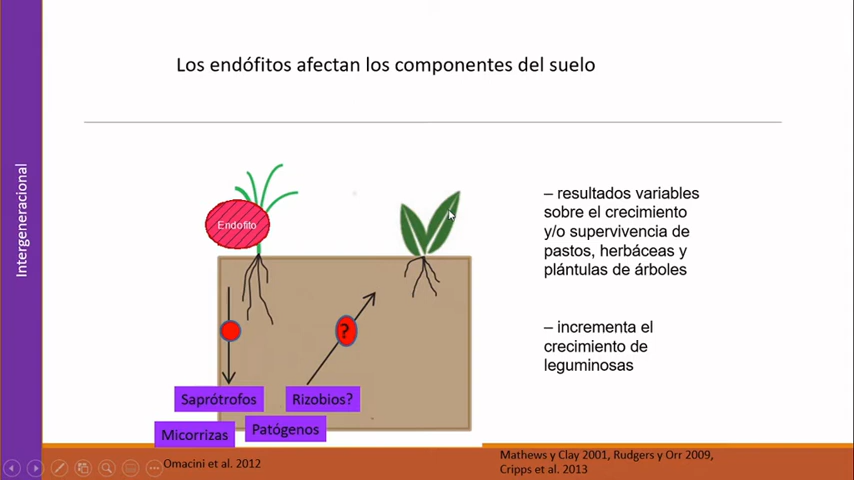 Los endófitos afectan los componentes del suelo
Intergeneracional
Endofito
?
Saprótrofos
Rizobios?
Micorrizas
Patógenos
– resultados variables
sobre el crecimiento
y/o supervivencia de
pastos, herbáceas y
plántulas de árboles
– incrementa el
crecimiento de
leguminosas
Omacini et al. 2012
Mathews y Clay 2001, Rudgers y Orr 2009,
Cripps et al. 2013